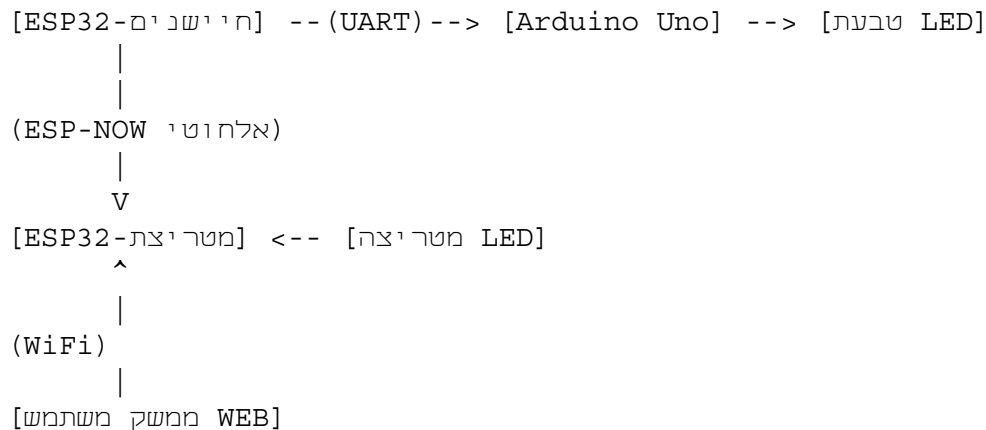 [ESP32-חיישנים] --(UART)--> [Arduino Uno] --> [טבעת LED]
|
|
(ESP-NOW אלחוטי)
|
V
[ESP32-מטריצת] <-- [מטריצה LED]
^
|
(WiFi)
|
[ממשק משתמש WEB]